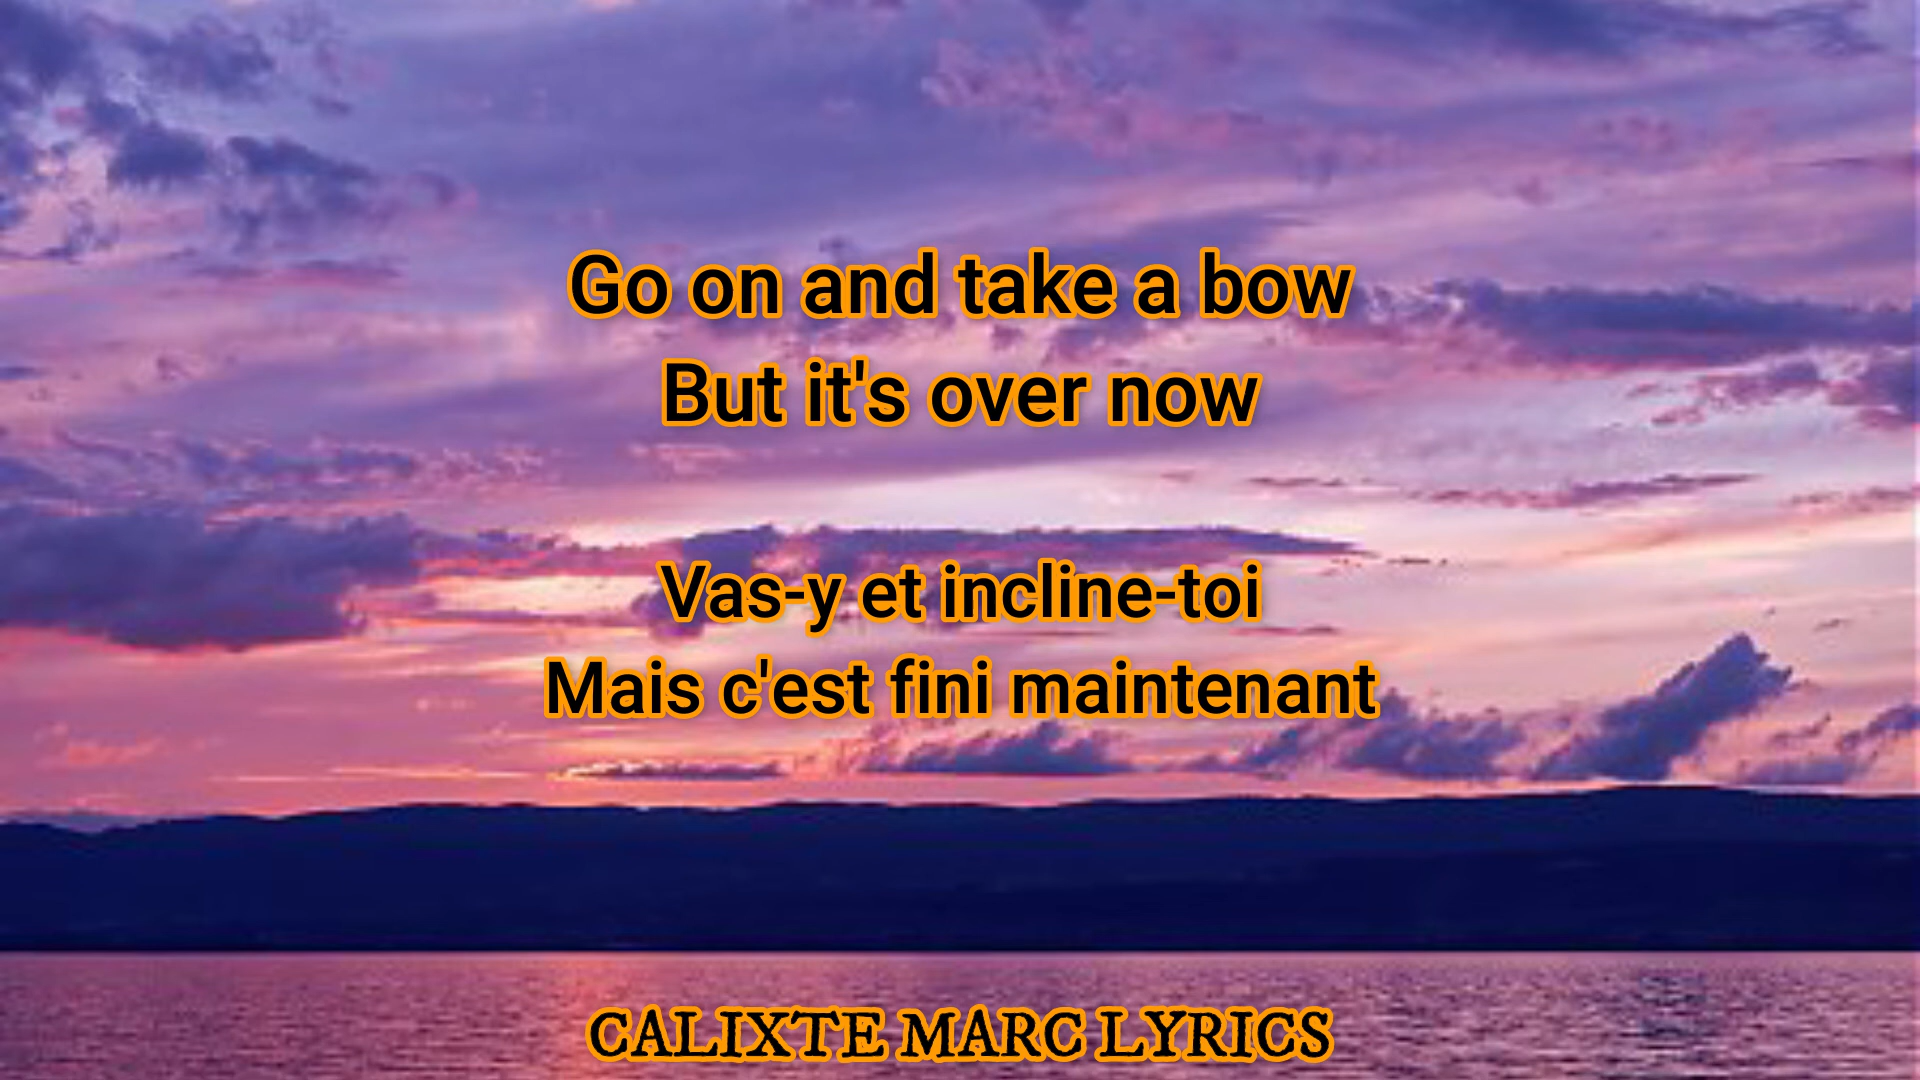 Go on and take a bow
But it's over now
Vas-y et incline-toi
Mais c'est fini maintenant
CALIXTE MARC LYRICS